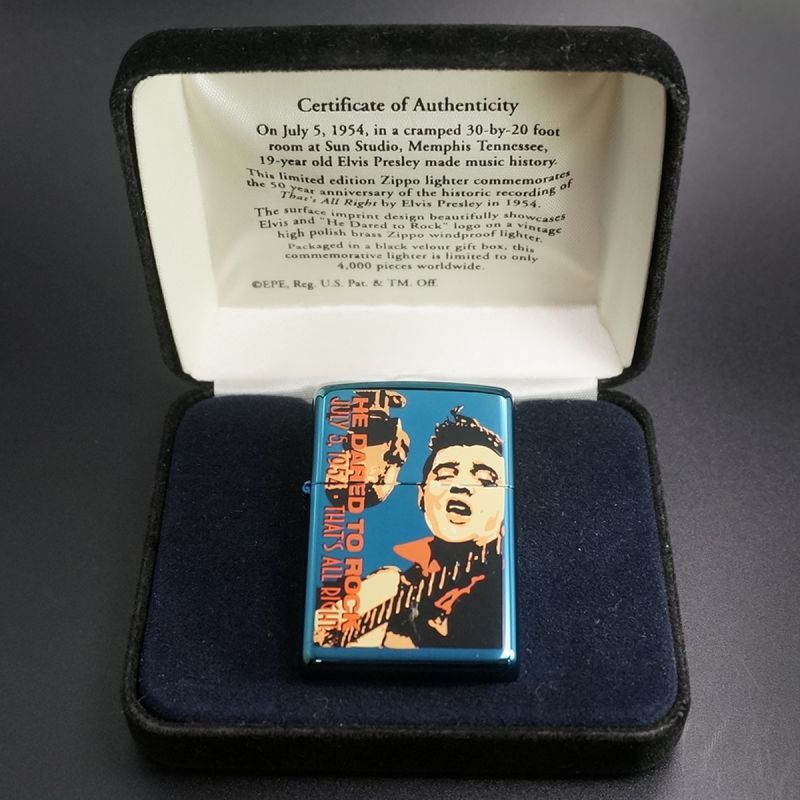 Certificate of Authenticity
On July 5, 1954, in a cramped 30-by-20 foot
room at Sun Studio, Memphis Tennessee,
19-year old Elvis Presley made music history.
This limited edition Zippo lighter commemorates
the 50 year anniversary of the historic recording of
That's All Right by Elvis Presley in 1954.
The surface imprint design beautifully showcases
Elvis and "He Dared to Rock" logo on a vintage
high polish brass Zippo windproof lighter.
Packaged in a black velour gift box, this
commemorative lighter is limited to only
4,000 pieces worldwide.
©EPE, Reg. U.S. Pat. & TM. Off.
HE DARED TO ROCK
JULY 5, 1954 · THAT'S ALL RIGHT